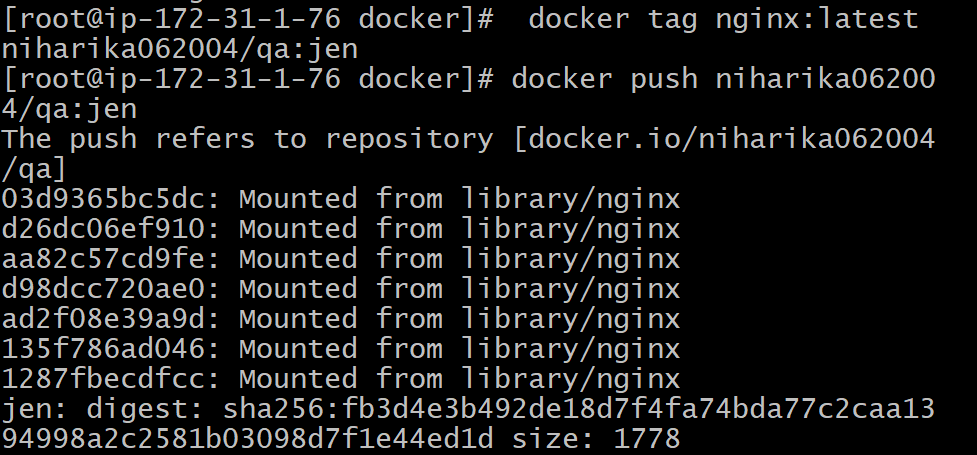 [root@ip-172-31-1-76 docker]#  docker tag nginx:latest
niharika062004/qa:jen
[root@ip-172-31-1-76 docker]# docker push niharika06200
4/qa:jen
The push refers to repository [docker.io/niharika062004
/qa]
03d9365bc5dc: Mounted from library/nginx
d26dc06ef910: Mounted from library/nginx
aa82c57cd9fe: Mounted from library/nginx
d98dcc720ae0: Mounted from library/nginx
ad2f08e39a9d: Mounted from library/nginx
135f786ad046: Mounted from library/nginx
1287fbecdfcc: Mounted from library/nginx
jen: digest: sha256:fb3d4e3b492de18d7f4fa74bda77c2caa13
94998a2c2581b03098d7f1e44ed1d size: 1778